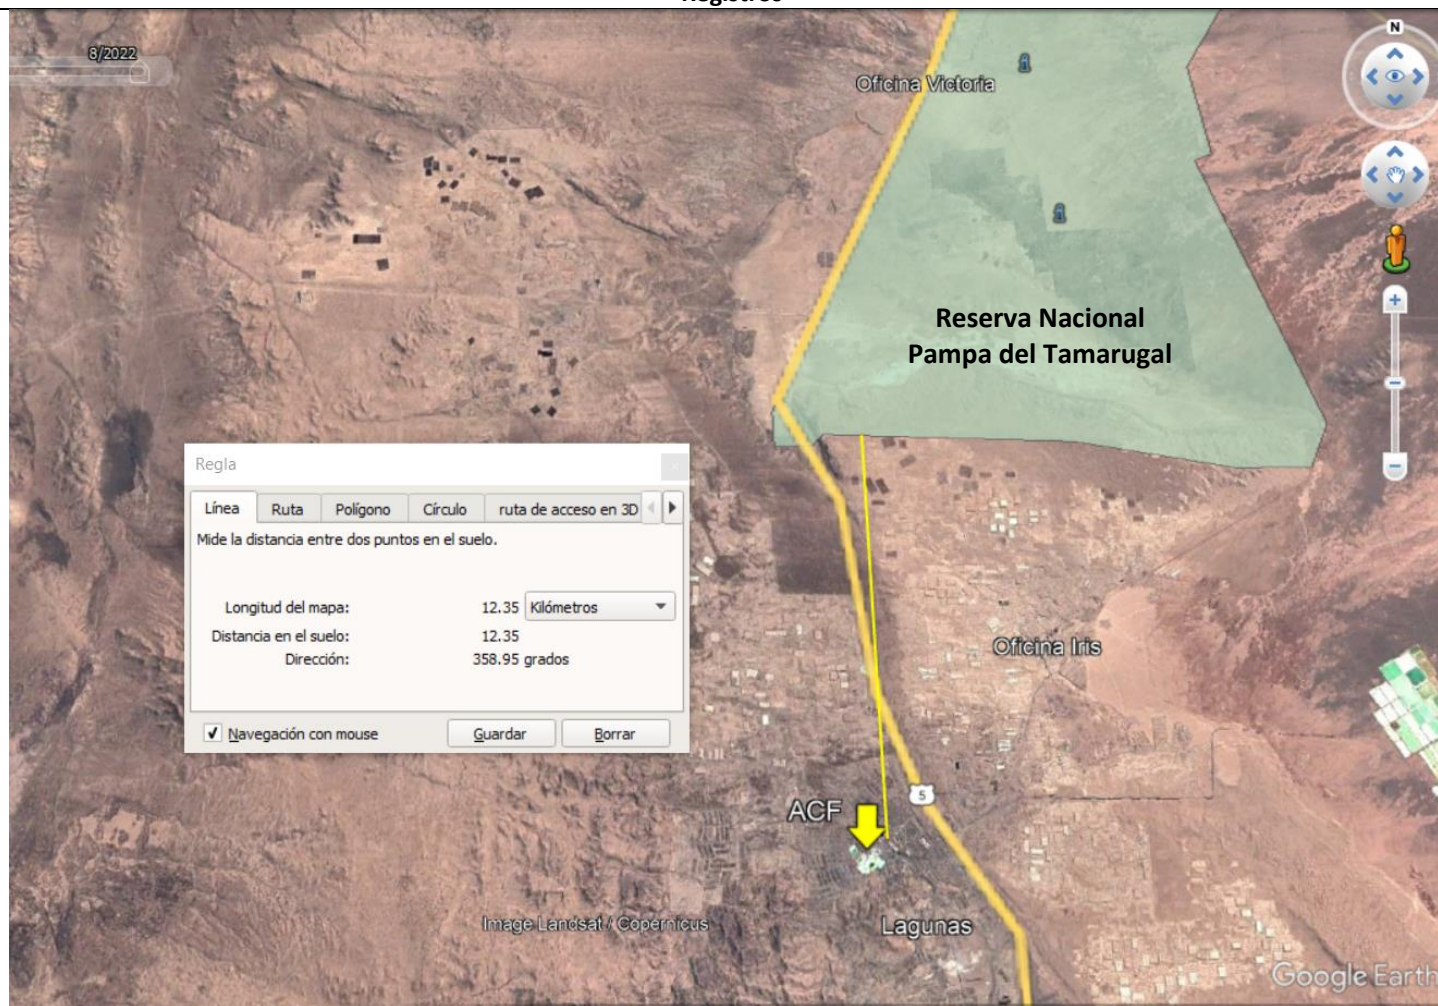 Registros
8/2022
N
Oficina Victoria
Reserva Nacional
Pampa del Tamarugal
Regla
Línea Ruta Polígono Círculo ruta de acceso en 3D
Mide la distancia entre dos puntos en el suelo.
Longitud del mapa: 12.35 Kilómetros
Distancia en el suelo: 12.35
Dirección: 358.95 grados
Navegación con mouse Guardar Borrar
Oficina Iris
5
ACF
Image Landsat / Copernicus
Lagunas
Google Earth